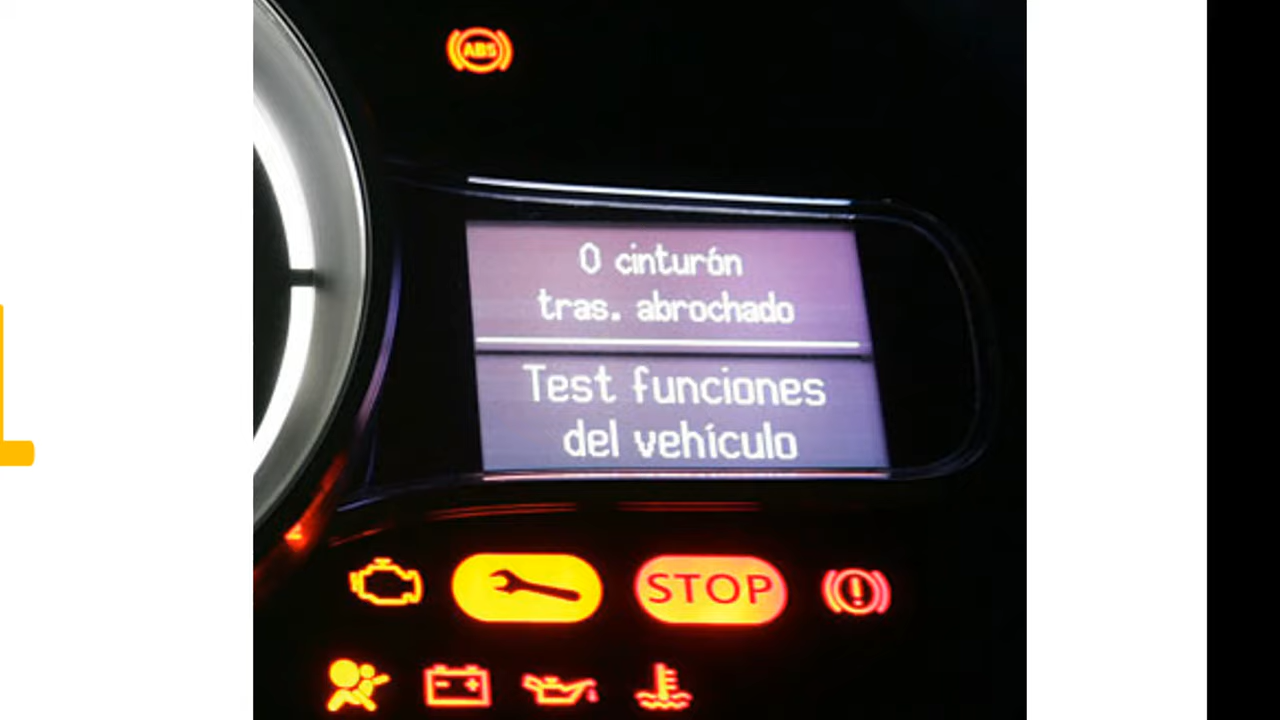 ABS
0 cinturón
tras. abrochado
Test funciones
del vehículo
STOP